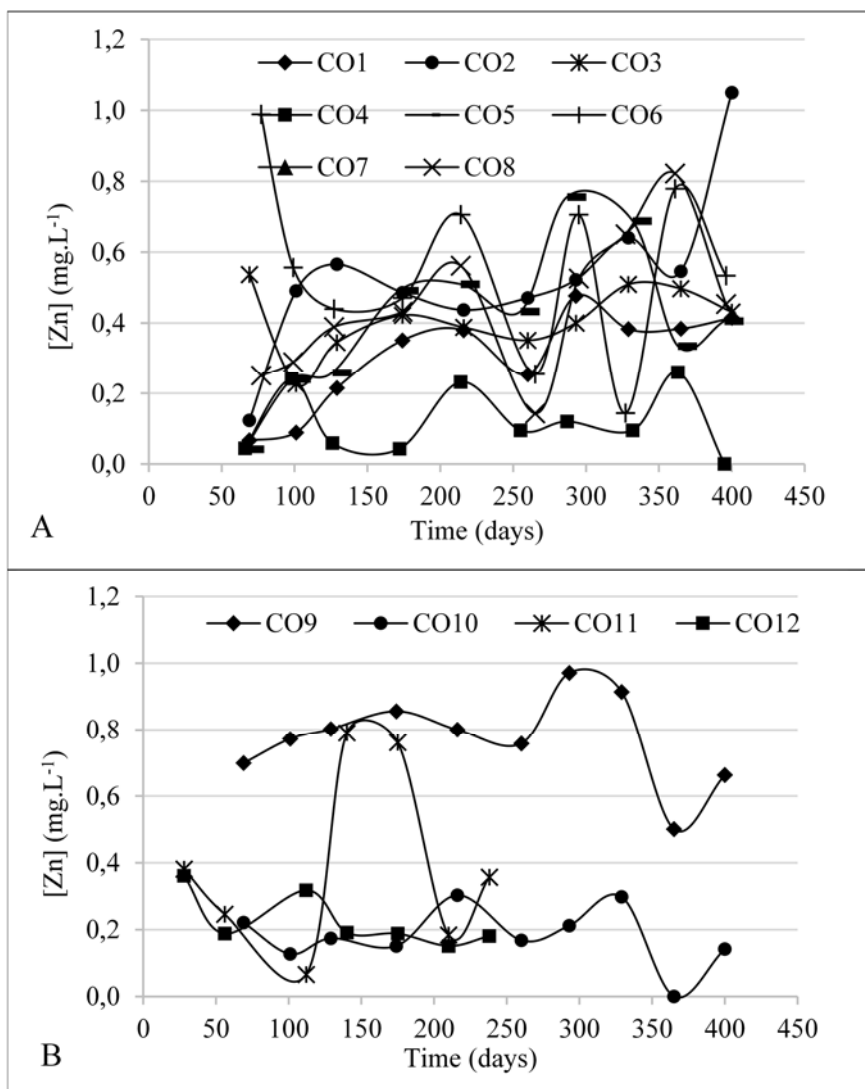 1,2
1,0
0,8
0,6
0,4
0,2
0,0
[Zn] (mg.L-1)
CO1 CO2 CO3
CO4 CO5 CO6
CO7 CO8
0 50 100 150 200 250 300 350 400 450
Time (days)
A
1,2
1,0
0,8
0,6
0,4
0,2
0,0
[Zn] (mg.L-1)
CO9 CO10 CO11 CO12
0 50 100 150 200 250 300 350 400 450
Time (days)
B